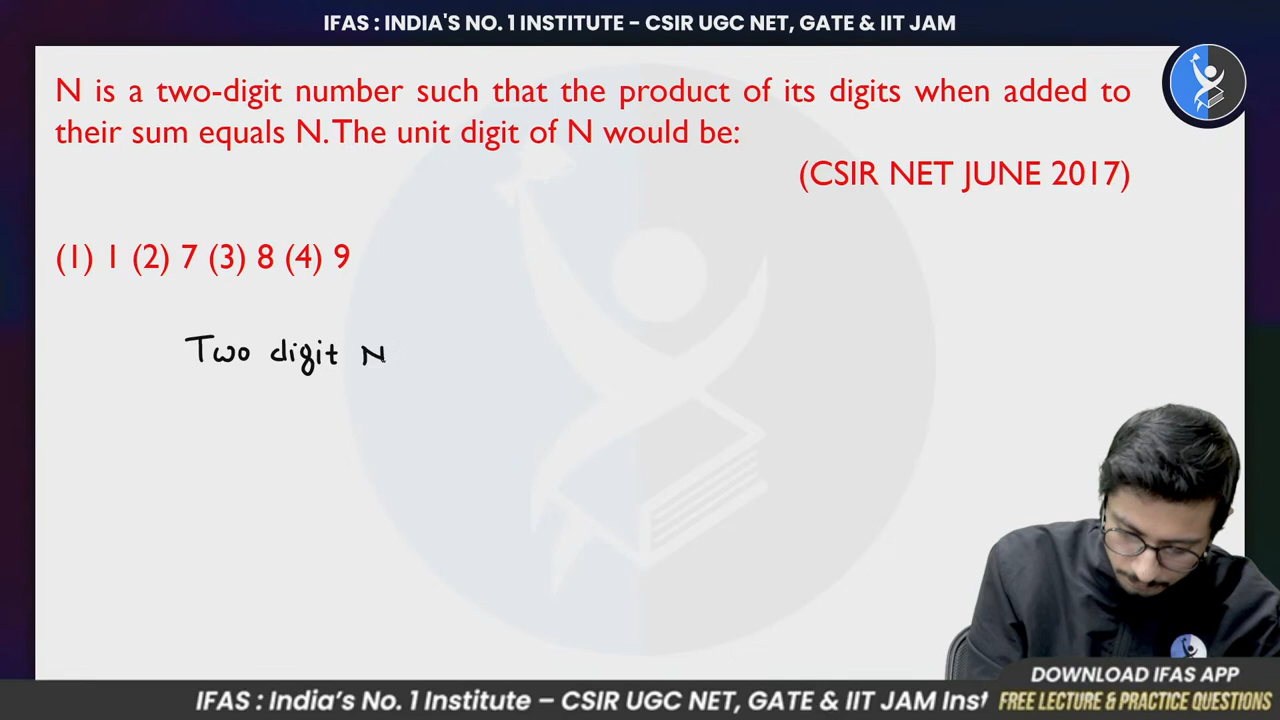 IFAS : INDIA'S NO. 1 INSTITUTE – CSIR UGC NET, GATE & IIT JAM
N is a two-digit number such that the product of its digits when added to
their sum equals N. The unit digit of N would be:
(CSIR NET JUNE 2017)
(1) 1 (2) 7 (3) 8 (4) 9
Two digit N
DOWNLOAD IFAS APP
IFAS : India's No. 1 Institute – CSIR UGC NET, GATE & IIT JAM Inst
FREE LECTURE & PRACTICE QUESTIONS